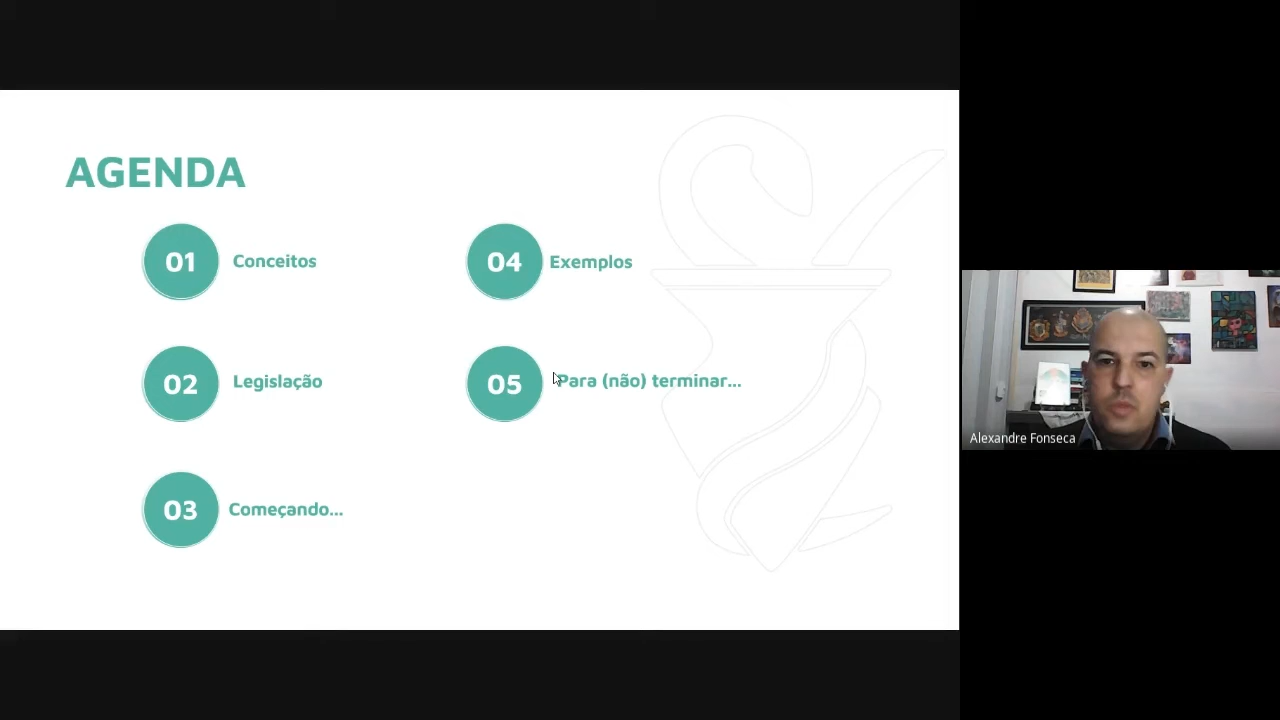 AGENDA
01 Conceitos
02 Legislação
03 Começando...
04 Exemplos
05 Para (não) terminar...
Alexandre Fonseca